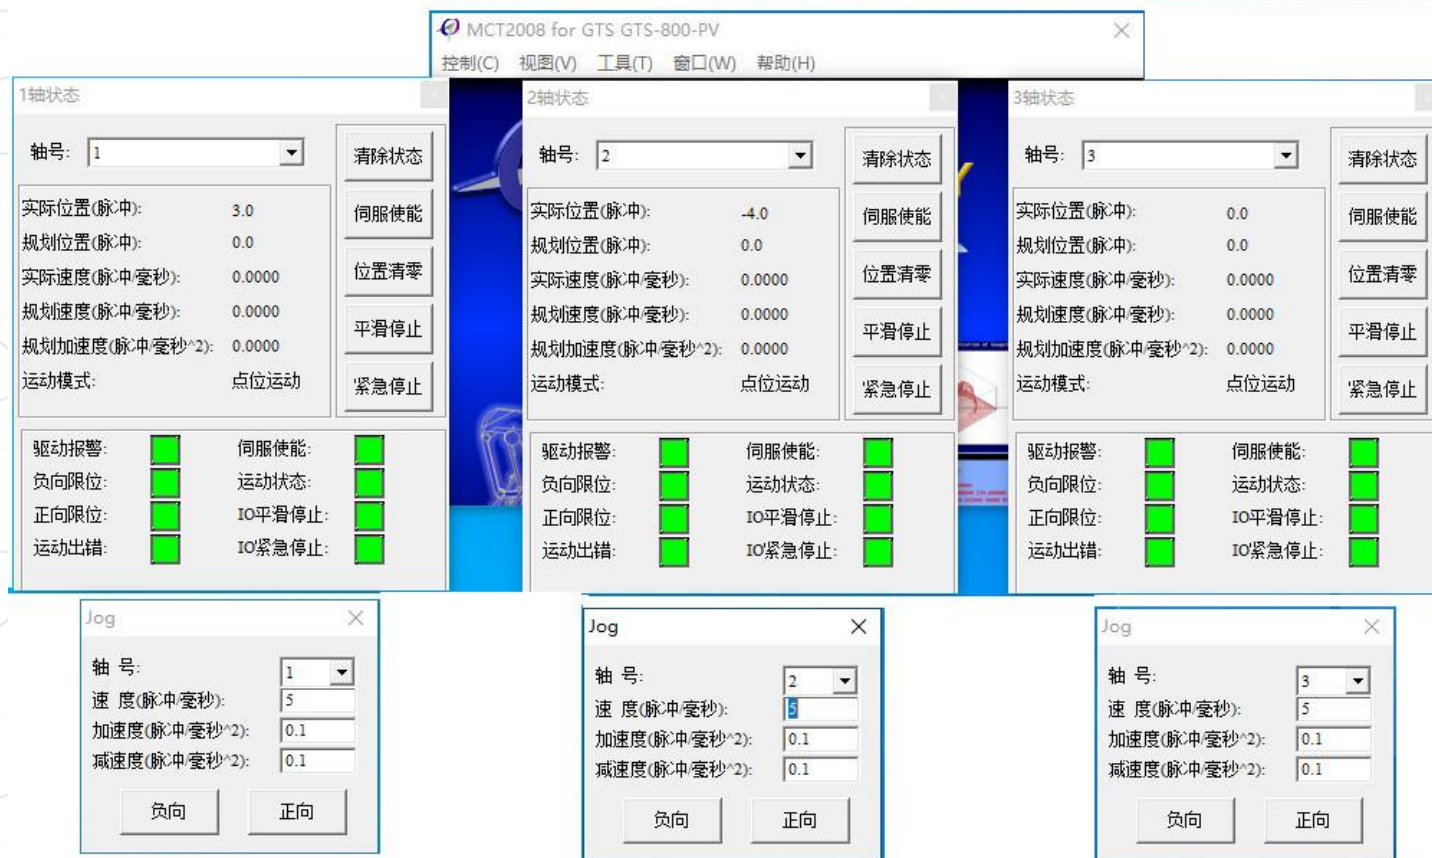 MCT2008 for GTS GTS-800-PV
控制(C) 视图(V) 工具(T) 窗口(W) 帮助(H)
1轴状态
轴号: 1
清除状态
伺服使能
位置清零
平滑停止
紧急停止
实际位置(脉冲): 3.0
规划位置(脉冲): 0.0
实际速度(脉冲/毫秒): 0.0000
规划速度(脉冲/毫秒): 0.0000
规划加速度(脉冲/毫秒^2): 0.0000
运动模式: 点位运动
驱动报警: 伺服使能:
负向限位: 运动状态:
正向限位: IO平滑停止:
运动出错: IO紧急停止:
2轴状态
轴号: 2
清除状态
伺服使能
位置清零
平滑停止
紧急停止
实际位置(脉冲): -4.0
规划位置(脉冲): 0.0
实际速度(脉冲/毫秒): 0.0000
规划速度(脉冲/毫秒): 0.0000
规划加速度(脉冲/毫秒^2): 0.0000
运动模式: 点位运动
驱动报警: 伺服使能:
负向限位: 运动状态:
正向限位: IO平滑停止:
运动出错: IO紧急停止:
3轴状态
轴号: 3
清除状态
伺服使能
位置清零
平滑停止
紧急停止
实际位置(脉冲): 0.0
规划位置(脉冲): 0.0
实际速度(脉冲/毫秒): 0.0000
规划速度(脉冲/毫秒): 0.0000
规划加速度(脉冲/毫秒^2): 0.0000
运动模式: 点位运动
驱动报警: 伺服使能:
负向限位: 运动状态:
正向限位: IO平滑停止:
运动出错: IO紧急停止:
Jog
轴 号: 1
速 度(脉冲/毫秒): 5
加速度(脉冲/毫秒^2): 0.1
减速度(脉冲/毫秒^2): 0.1
负向 正向
Jog
轴 号: 2
速 度(脉冲/毫秒): 5
加速度(脉冲/毫秒^2): 0.1
减速度(脉冲/毫秒^2): 0.1
负向 正向
Jog
轴 号: 3
速 度(脉冲/毫秒): 5
加速度(脉冲/毫秒^2): 0.1
减速度(脉冲/毫秒^2): 0.1
负向 正向